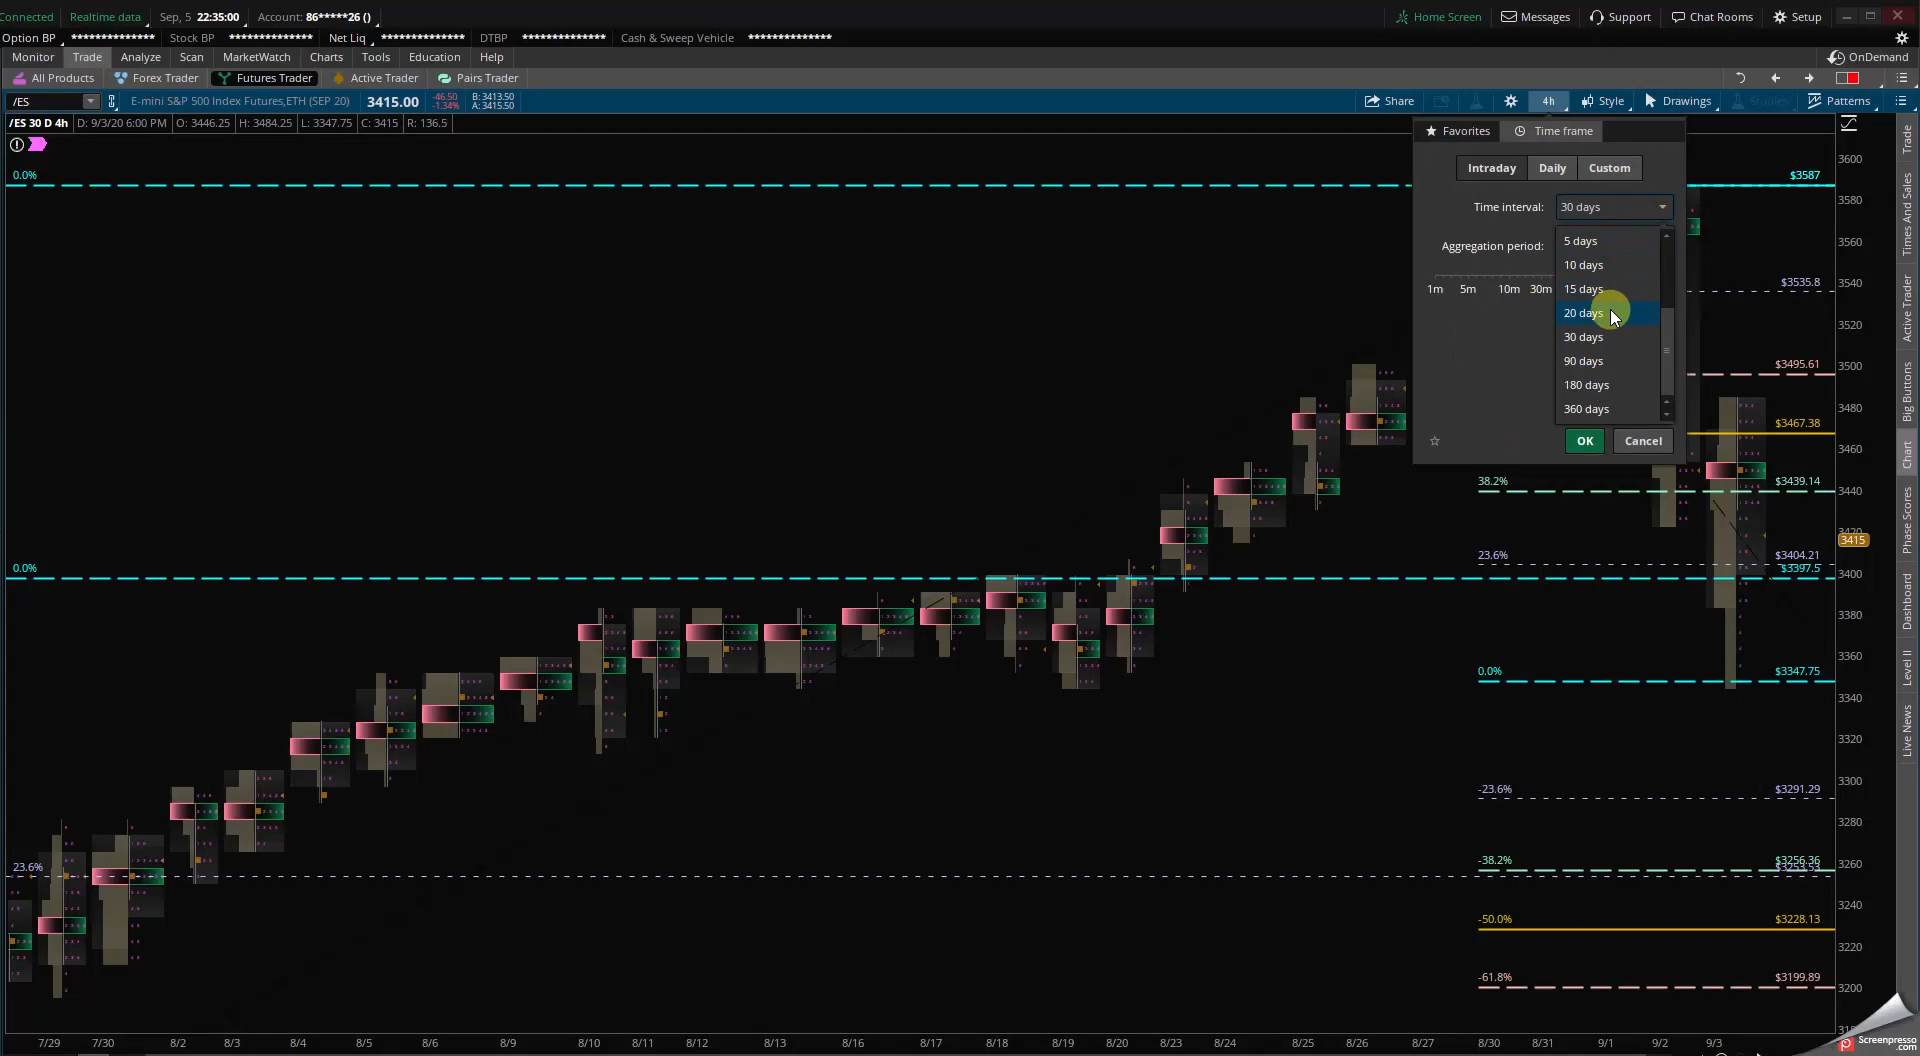 Connected Realtime data Sep, 5 22:35:00 Account: 86*****26 () Home Screen Messages Support Chat Rooms Setup
Option BP ************** Stock BP ************** Net Liq ************** DTBP ************** Cash & Sweep Vehicle **************
Monitor Trade Analyze Scan MarketWatch Charts Tools Education Help OnDemand
All Products Forex Trader Futures Trader Active Trader Pairs Trader
/ES E-mini S&P 500 Index Futures,ETH (SEP 20) 3415.00 -46.50 -1.34% B: 3413.50 A: 3415.50 Share 4h Style Drawings Studies Patterns
/ES 30 D 4h D: 9/3/20 6:00 PM O: 3446.25 H: 3484.25 L: 3347.75 C: 3415 R: 136.5
Favorites Time frame
Intraday Daily Custom
Time interval: 30 days
Aggregation period:
1m 5m 10m 30m
5 days
10 days
15 days
20 days
30 days
90 days
180 days
360 days
OK Cancel
0.0% $3587
$3535.8
$3495.61
$3467.38
38.2% $3439.14
23.6% $3404.21
0.0% $3397.5
0.0% $3347.75
-23.6% $3291.29
-38.2% $3256.36
23.6% $3253.53
-50.0% $3228.13
-61.8% $3199.89
3600
3580
3560
3540
3520
3500
3480
3460
3440
3420
3415
3400
3380
3360
3340
3320
3300
3280
3260
3240
3220
3200
Trade
Times And Sales
Active Trader
Big Buttons
Chart
Phase Scores
Dashboard
Level II
Live News
7/29 7/30 8/2 8/3 8/4 8/5 8/6 8/9 8/10 8/11 8/12 8/13 8/16 8/17 8/18 8/19 8/20 8/23 8/24 8/25 8/26 8/27 8/30 8/31 9/1 9/2 9/3
Screenpresso
.com